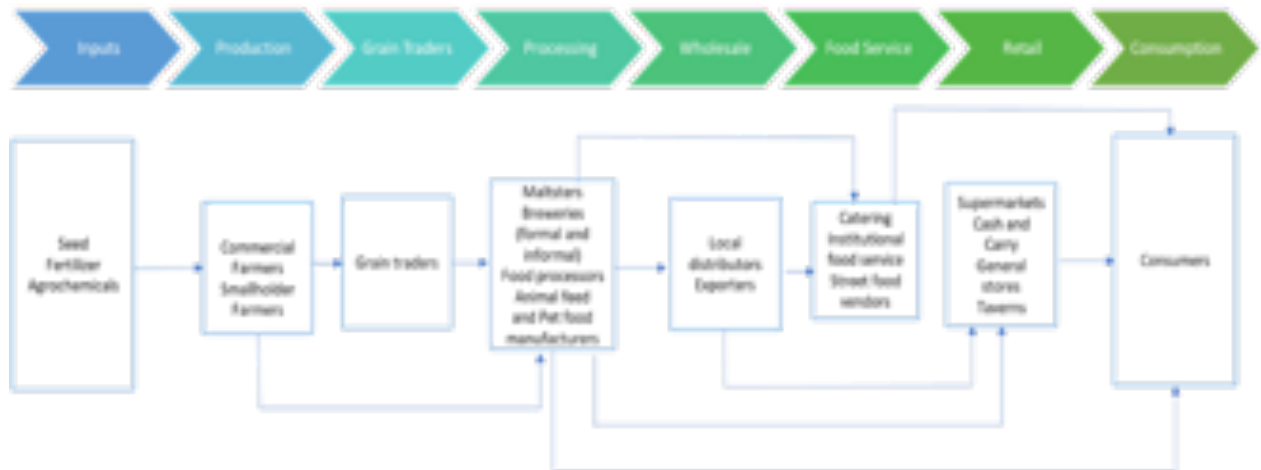 Inputs
Production
Grain Traders
Processing
Wholesale
Food Service
Retail
Consumption
Seed
Fertilizer
Agrochemicals
Commercial
Farmers
Smallholder
Farmers
Grain traders
Maltsters
Breweries
(formal and
informal)
Food processors
Animal feed
and Pet food
manufacturers
Local
distributors
Exporters
Catering
Institutional
food service
Street food
vendors
Supermarkets
Cash and
Carry
General
stores
Taverns
Consumers